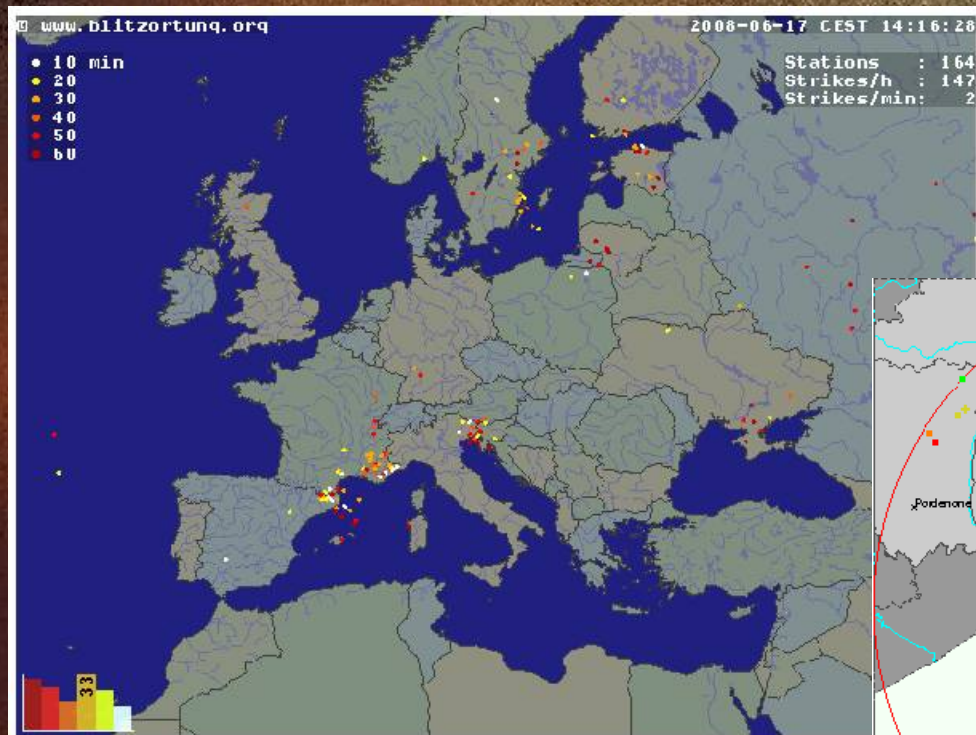 © www.blitzortung.org
2008-06-17 CEST 14:16:28
10 min
20
30
40
50
60
Stations : 164
Strikes/h : 147
Strikes/min: 2
Pordenone
33